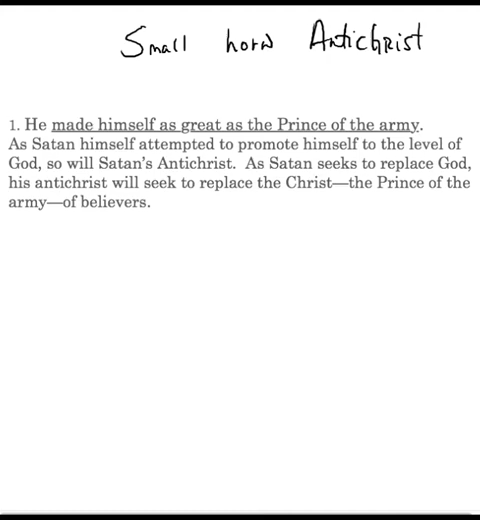 Small horn Antichrist
1. He made himself as great as the Prince of the army.
As Satan himself attempted to promote himself to the level of
God, so will Satan's Antichrist.  As Satan seeks to replace God,
his antichrist will seek to replace the Christ—the Prince of the
army—of believers.